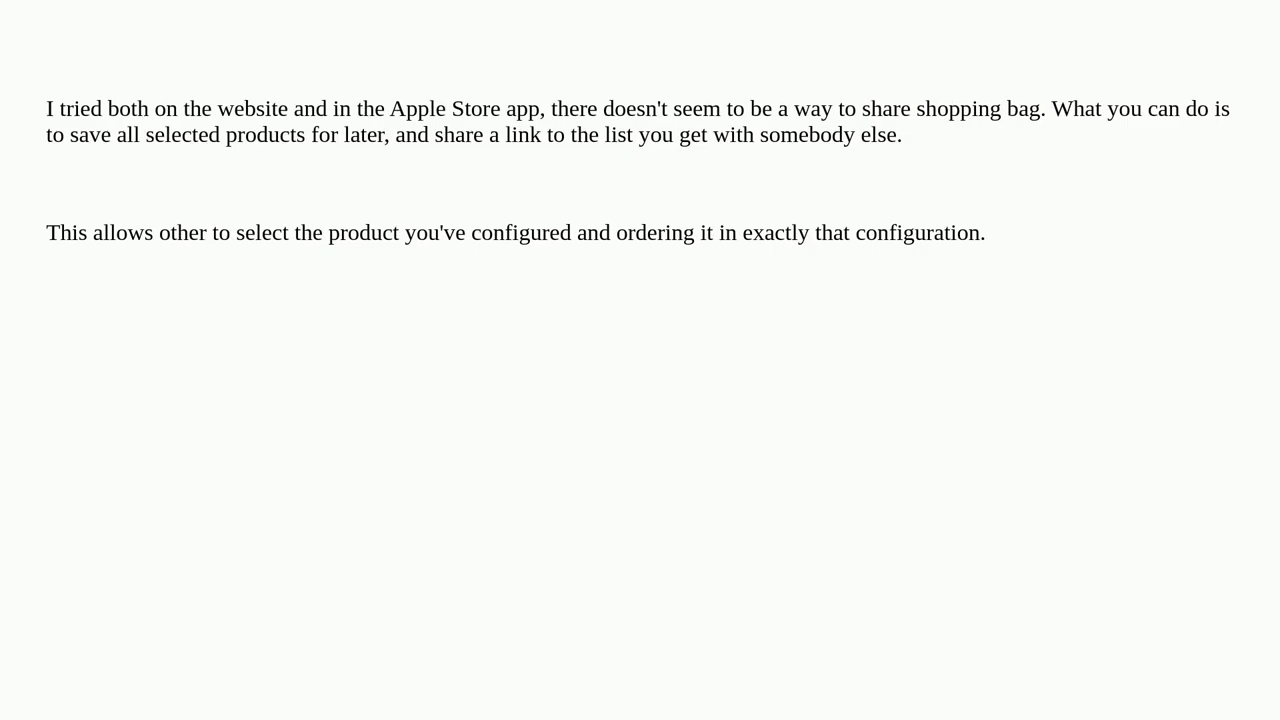 I tried both on the website and in the Apple Store app, there doesn't seem to be a way to share shopping bag. What you can do is
to save all selected products for later, and share a link to the list you get with somebody else.
This allows other to select the product you've configured and ordering it in exactly that configuration.